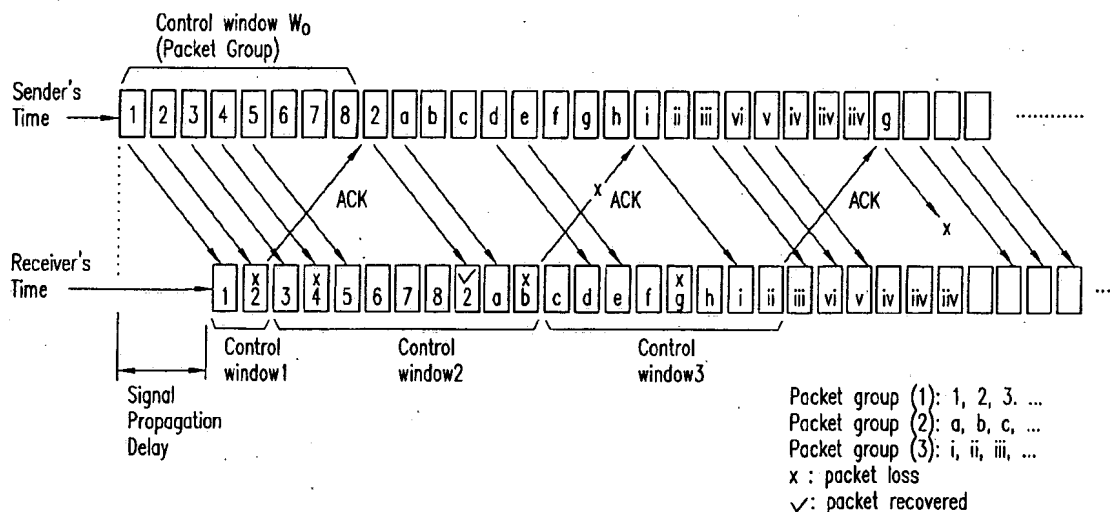 Control window W0
(Packet Group)
Sender's
Time
1 2 3 4 5 6 7 8 2 a b c d e f g h i ii iii vi v iv iiv iiv g ............
x ACK
ACK
ACK
x
Receiver's
Time
x x ✓ x x
1 2 3 4 5 6 7 8 2 a b c d e f g h i ii iii vi v iv iiv iiv ...
Control
window1
Control
window2
Control
window3
Signal
Propagation
Delay
Packet group (1): 1, 2, 3. ...
Packet group (2): a, b, c, ...
Packet group (3): i, ii, iii, ...
x : packet loss
✓: packet recovered